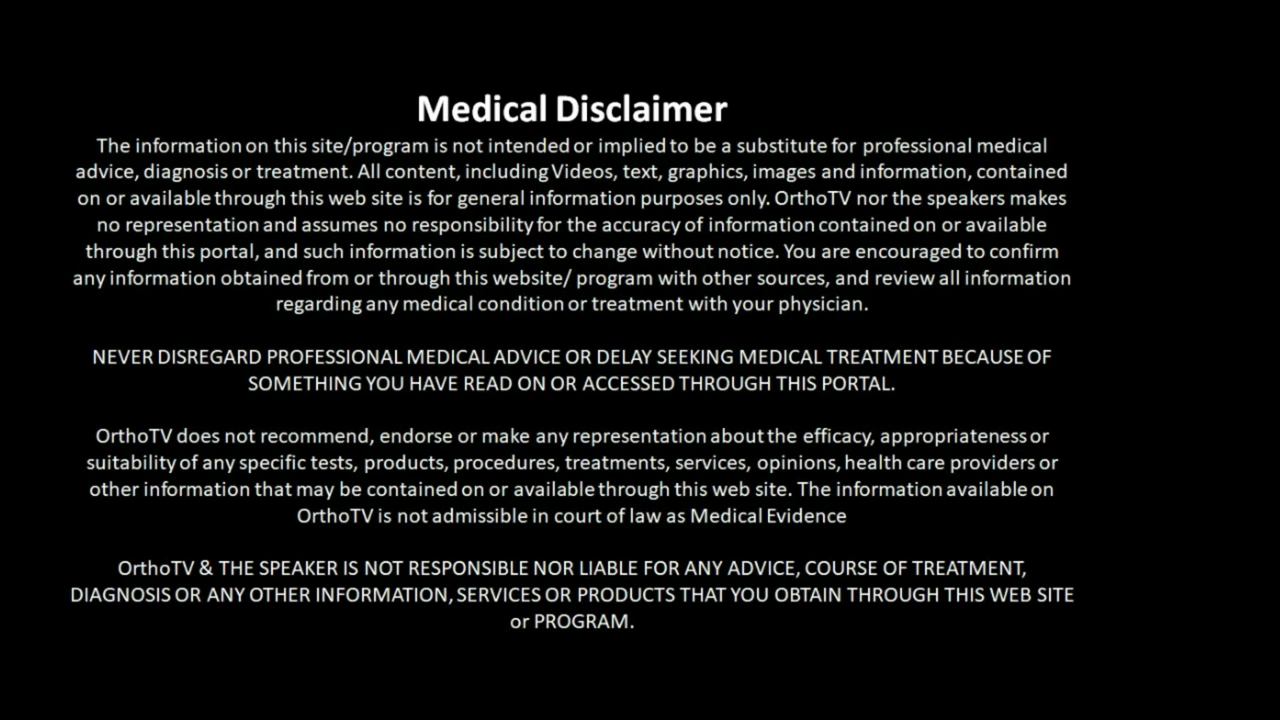 Medical Disclaimer
The information on this site/program is not intended or implied to be a substitute for professional medical
advice, diagnosis or treatment. All content, including Videos, text, graphics, images and information, contained
on or available through this web site is for general information purposes only. OrthoTV nor the speakers makes
no representation and assumes no responsibility for the accuracy of information contained on or available
through this portal, and such information is subject to change without notice. You are encouraged to confirm
any information obtained from or through this website/ program with other sources, and review all information
regarding any medical condition or treatment with your physician.
NEVER DISREGARD PROFESSIONAL MEDICAL ADVICE OR DELAY SEEKING MEDICAL TREATMENT BECAUSE OF
SOMETHING YOU HAVE READ ON OR ACCESSED THROUGH THIS PORTAL.
OrthoTV does not recommend, endorse or make any representation about the efficacy, appropriateness or
suitability of any specific tests, products, procedures, treatments, services, opinions, health care providers or
other information that may be contained on or available through this web site. The information available on
OrthoTV is not admissible in court of law as Medical Evidence
OrthoTV & THE SPEAKER IS NOT RESPONSIBLE NOR LIABLE FOR ANY ADVICE, COURSE OF TREATMENT,
DIAGNOSIS OR ANY OTHER INFORMATION, SERVICES OR PRODUCTS THAT YOU OBTAIN THROUGH THIS WEB SITE
or PROGRAM.